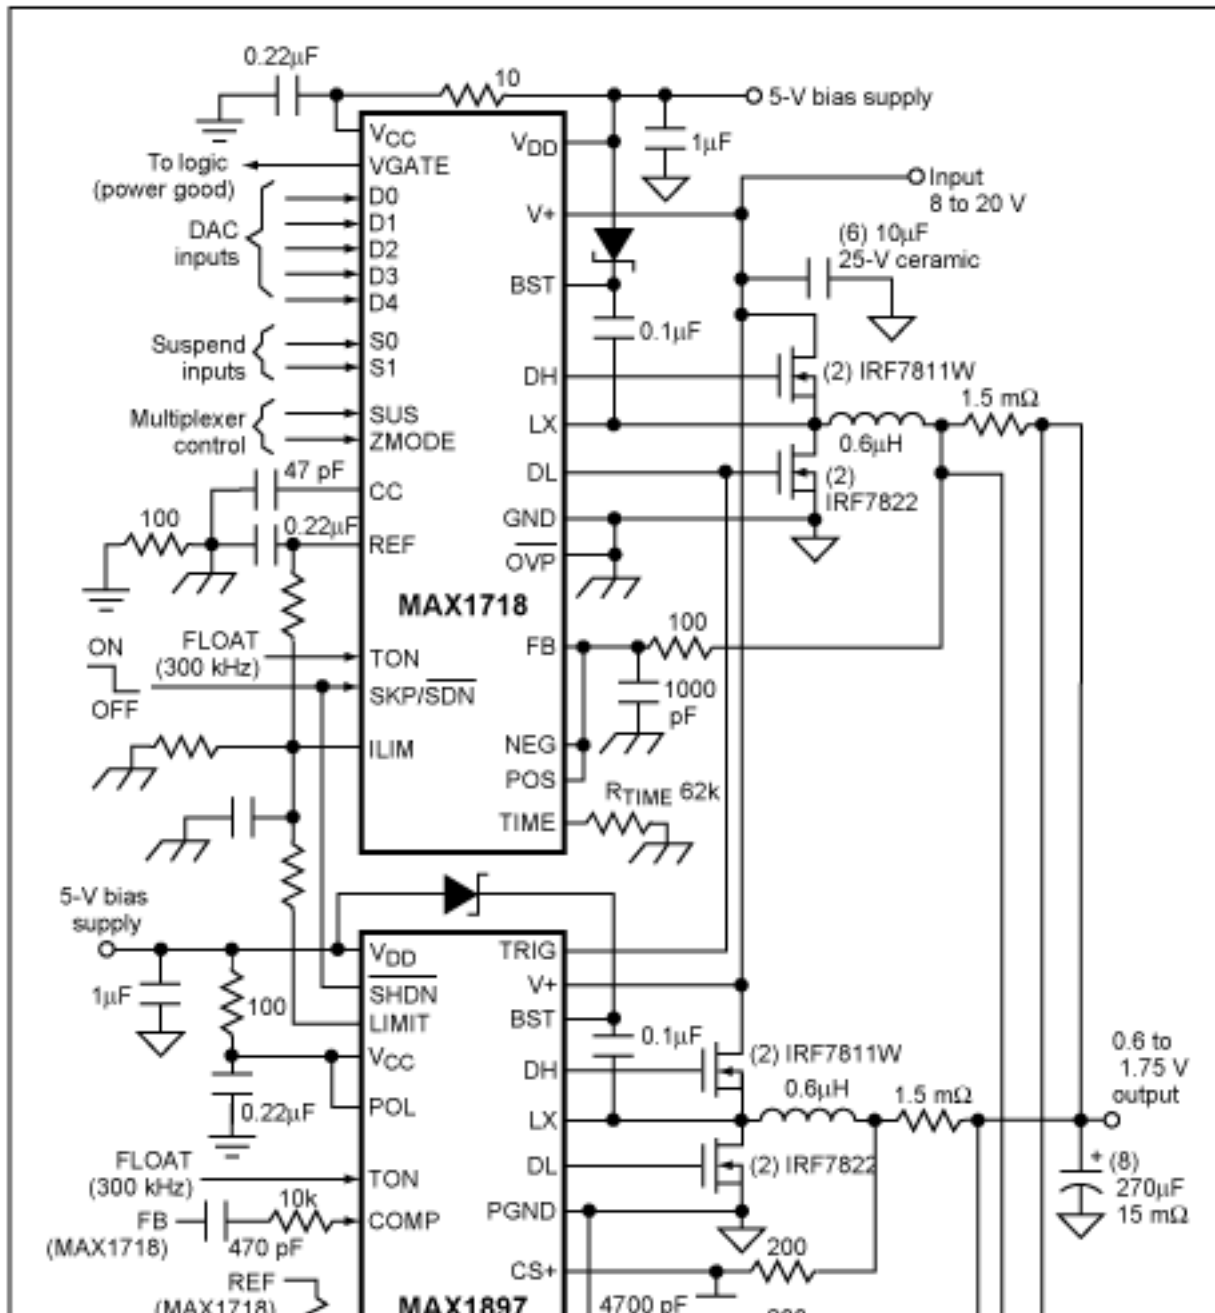 0.22μF
10
5-V bias supply
VCC
VDD
1μF
To logic
(power good)
VGATE
Input
8 to 20 V
D0
D1
D2
D3
D4
DAC
inputs
V+
(6) 10μF
25-V ceramic
BST
0.1μF
Suspend
inputs
S0
S1
DH
(2) IRF7811W
1.5 mΩ
Multiplexer
control
SUS
ZMODE
LX
0.6μH
47 pF
CC
DL
(2)
IRF7822
100
0.22μF
REF
GND
OVP
MAX1718
ON
OFF
FLOAT
(300 kHz)
TON
SKP/SDN
FB
100
1000
pF
ILIM
NEG
POS
RTIME 62k
TIME
5-V bias
supply
VDD
TRIG
1μF
100
SHDN
V+
LIMIT
BST
0.1μF
VCC
DH
(2) IRF7811W
0.6μH
1.5 mΩ
0.6 to
1.75 V
output
0.22μF
POL
LX
FLOAT
(300 kHz)
TON
DL
(2) IRF7822
+ (8)
270μF
15 mΩ
FB
(MAX1718)
470 pF
10k
COMP
PGND
200
CS+
REF
(MAX1718)
MAX1897
4700 pF
200